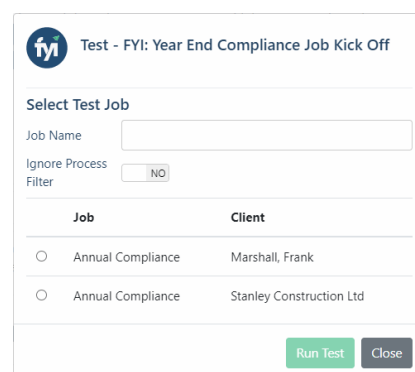 fyi
Test - FYI: Year End Compliance Job Kick Off
Select Test Job
Job Name
Ignore Process
Filter
NO
Job Client
Annual Compliance Marshall, Frank
Annual Compliance Stanley Construction Ltd
Run Test Close